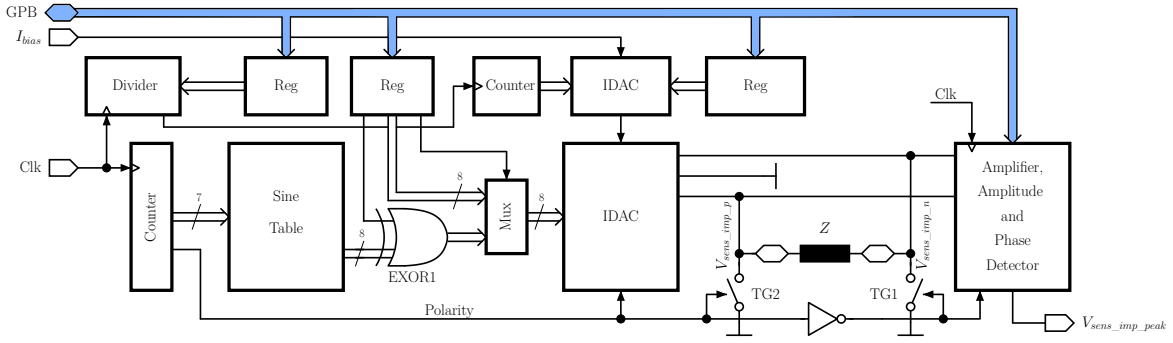 GPB
I_bias
Divider
Reg
Reg
Counter
IDAC
Reg
Clk
Clk
Counter
7
Sine
Table
8
EXOR1
8
Mux
8
IDAC
V_sens_imp_p
Z
V_sens_imp_n
TG2
TG1
Amplifier,
Amplitude
and
Phase
Detector
Polarity
V_sens_imp_peak